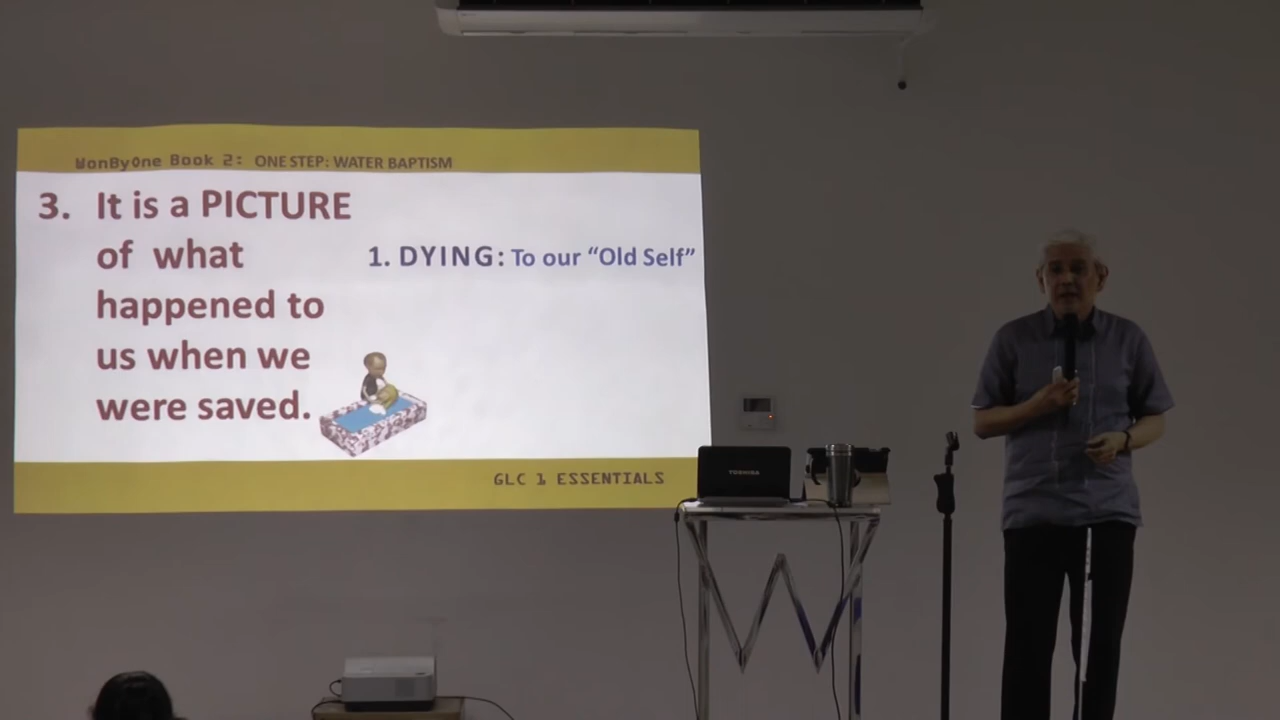 WonByOne Book 2: ONE STEP: WATER BAPTISM
3. It is a PICTURE
of what
happened to
us when we
were saved.
1. DYING: To our “Old Self”
GLC 1 ESSENTIALS
TOSHIBA